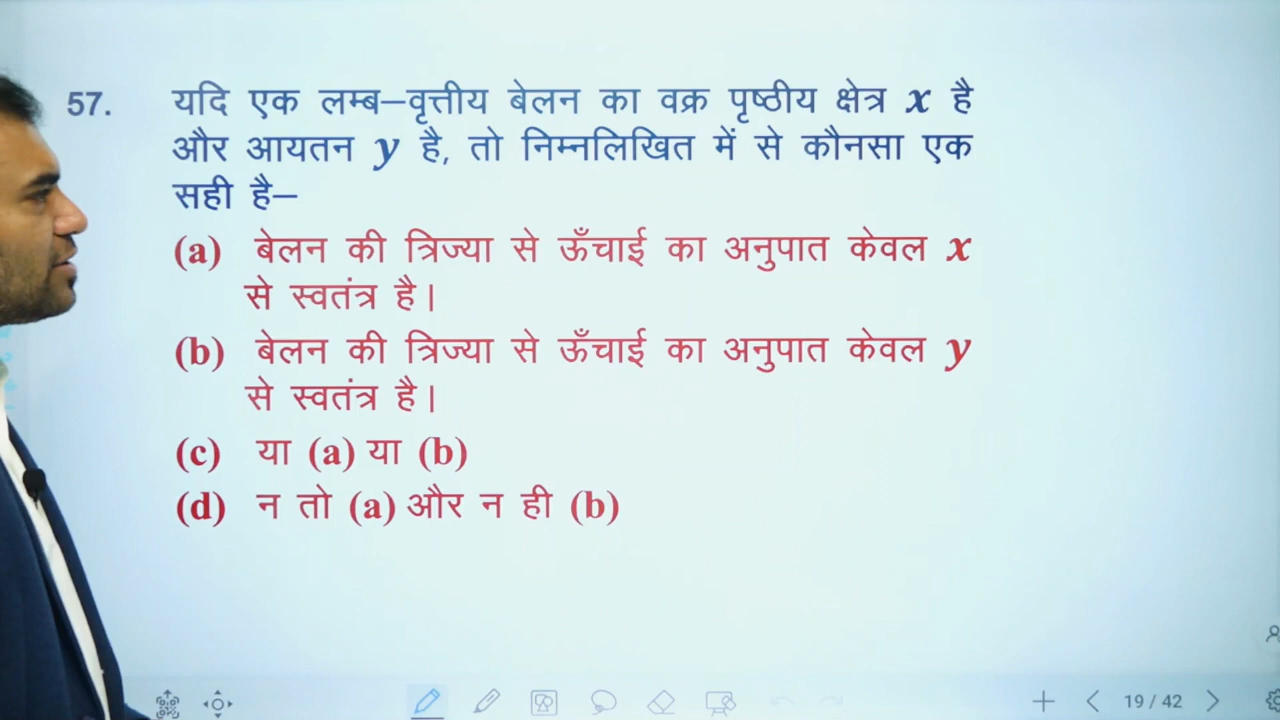 57. यदि एक लम्ब–वृत्तीय बेलन का वक्र पृष्ठीय क्षेत्र x है
और आयतन y है, तो निम्नलिखित में से कौनसा एक
सही है–
(a) बेलन की त्रिज्या से ऊँचाई का अनुपात केवल x
से स्वतंत्र है।
(b) बेलन की त्रिज्या से ऊँचाई का अनुपात केवल y
से स्वतंत्र है।
(c) या (a) या (b)
(d) न तो (a) और न ही (b)
19 / 42